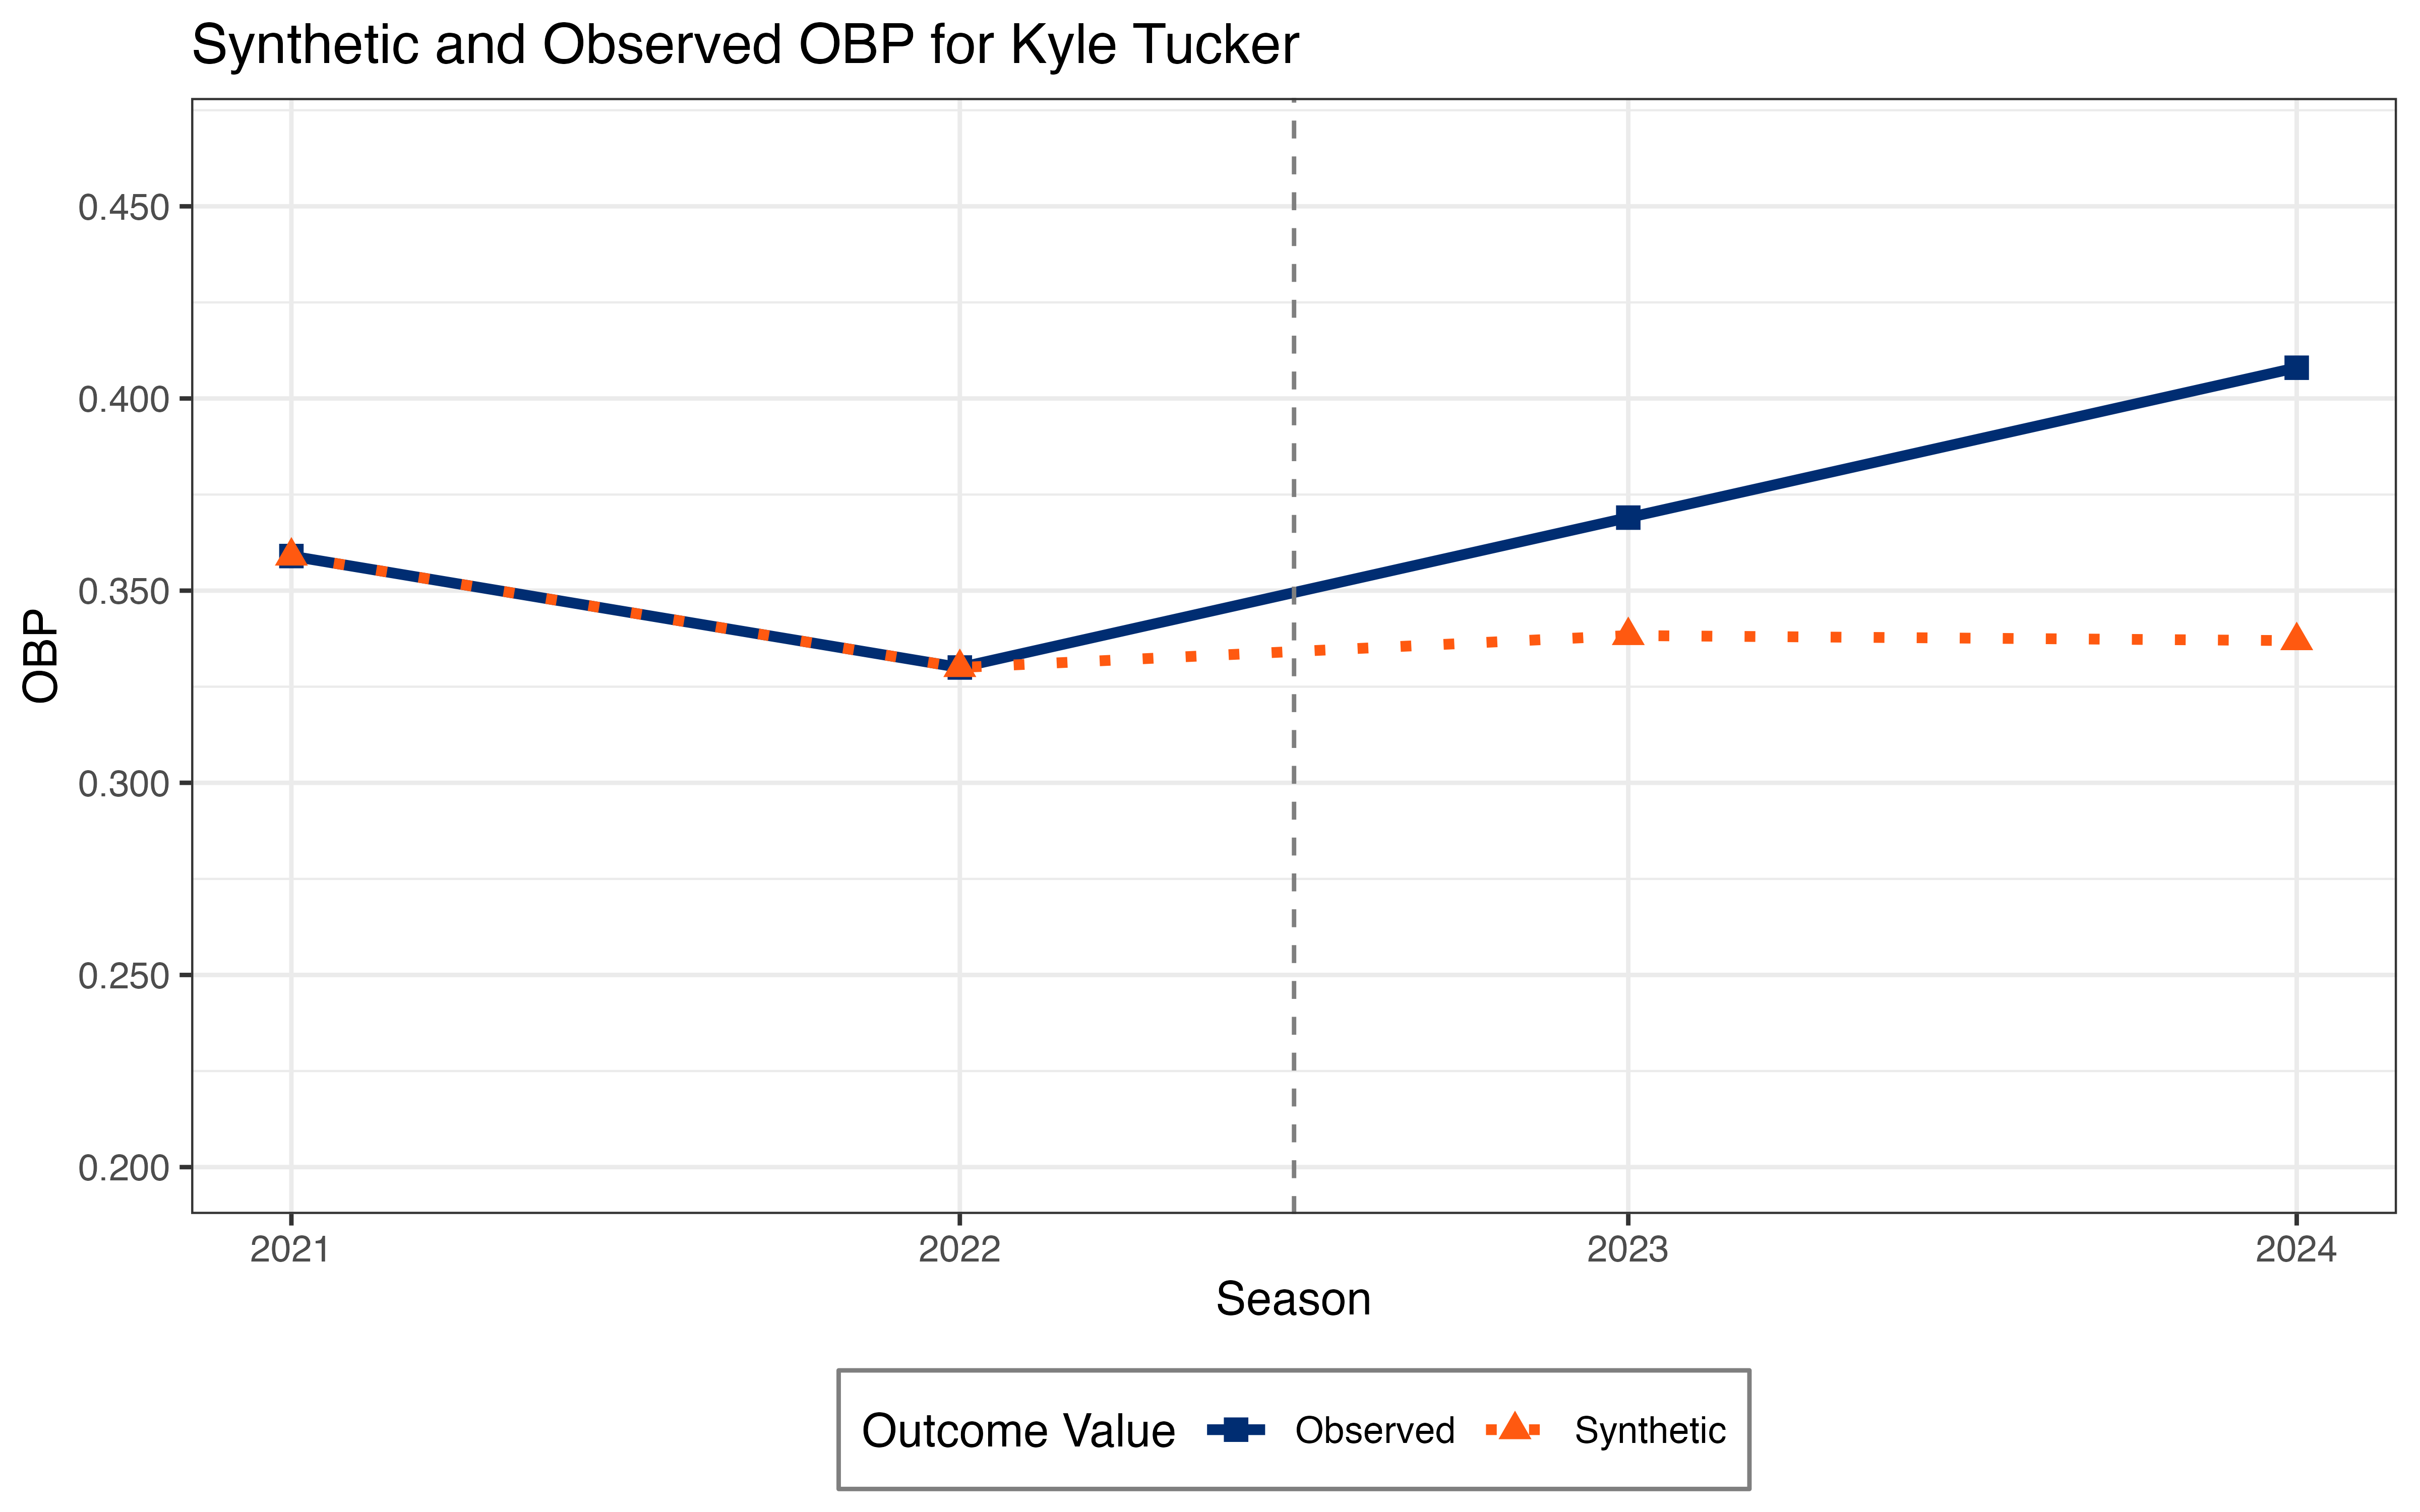 Synthetic and Observed OBP for Kyle Tucker
0.450
0.400
0.350
0.300
0.250
0.200
OBP
2021 2022 2023 2024
Season
Outcome Value Observed Synthetic